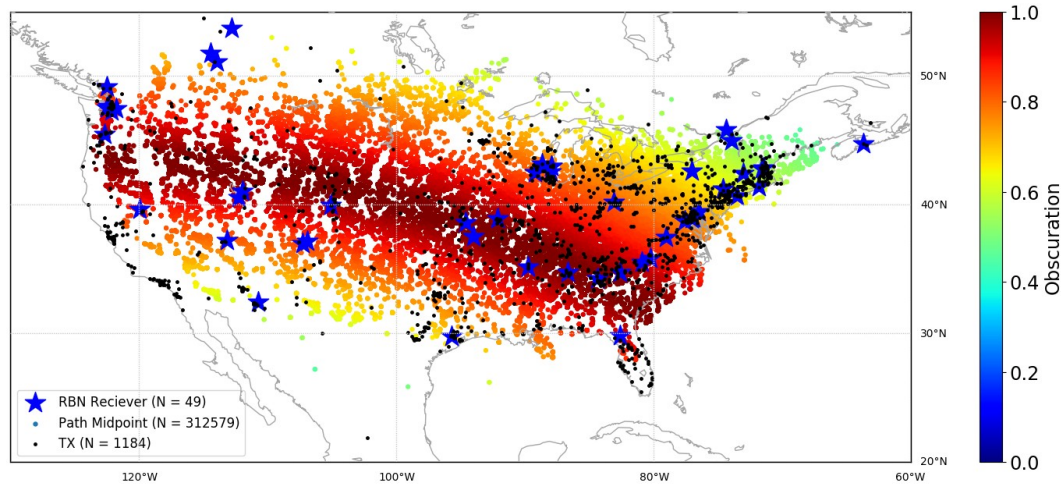 1.0
50°N
0.8
40°N
0.6
Obscuration
0.4
30°N
0.2
RBN Reciever (N = 49)
Path Midpoint (N = 312579)
TX (N = 1184)
20°N
0.0
120°W 100°W 80°W 60°W